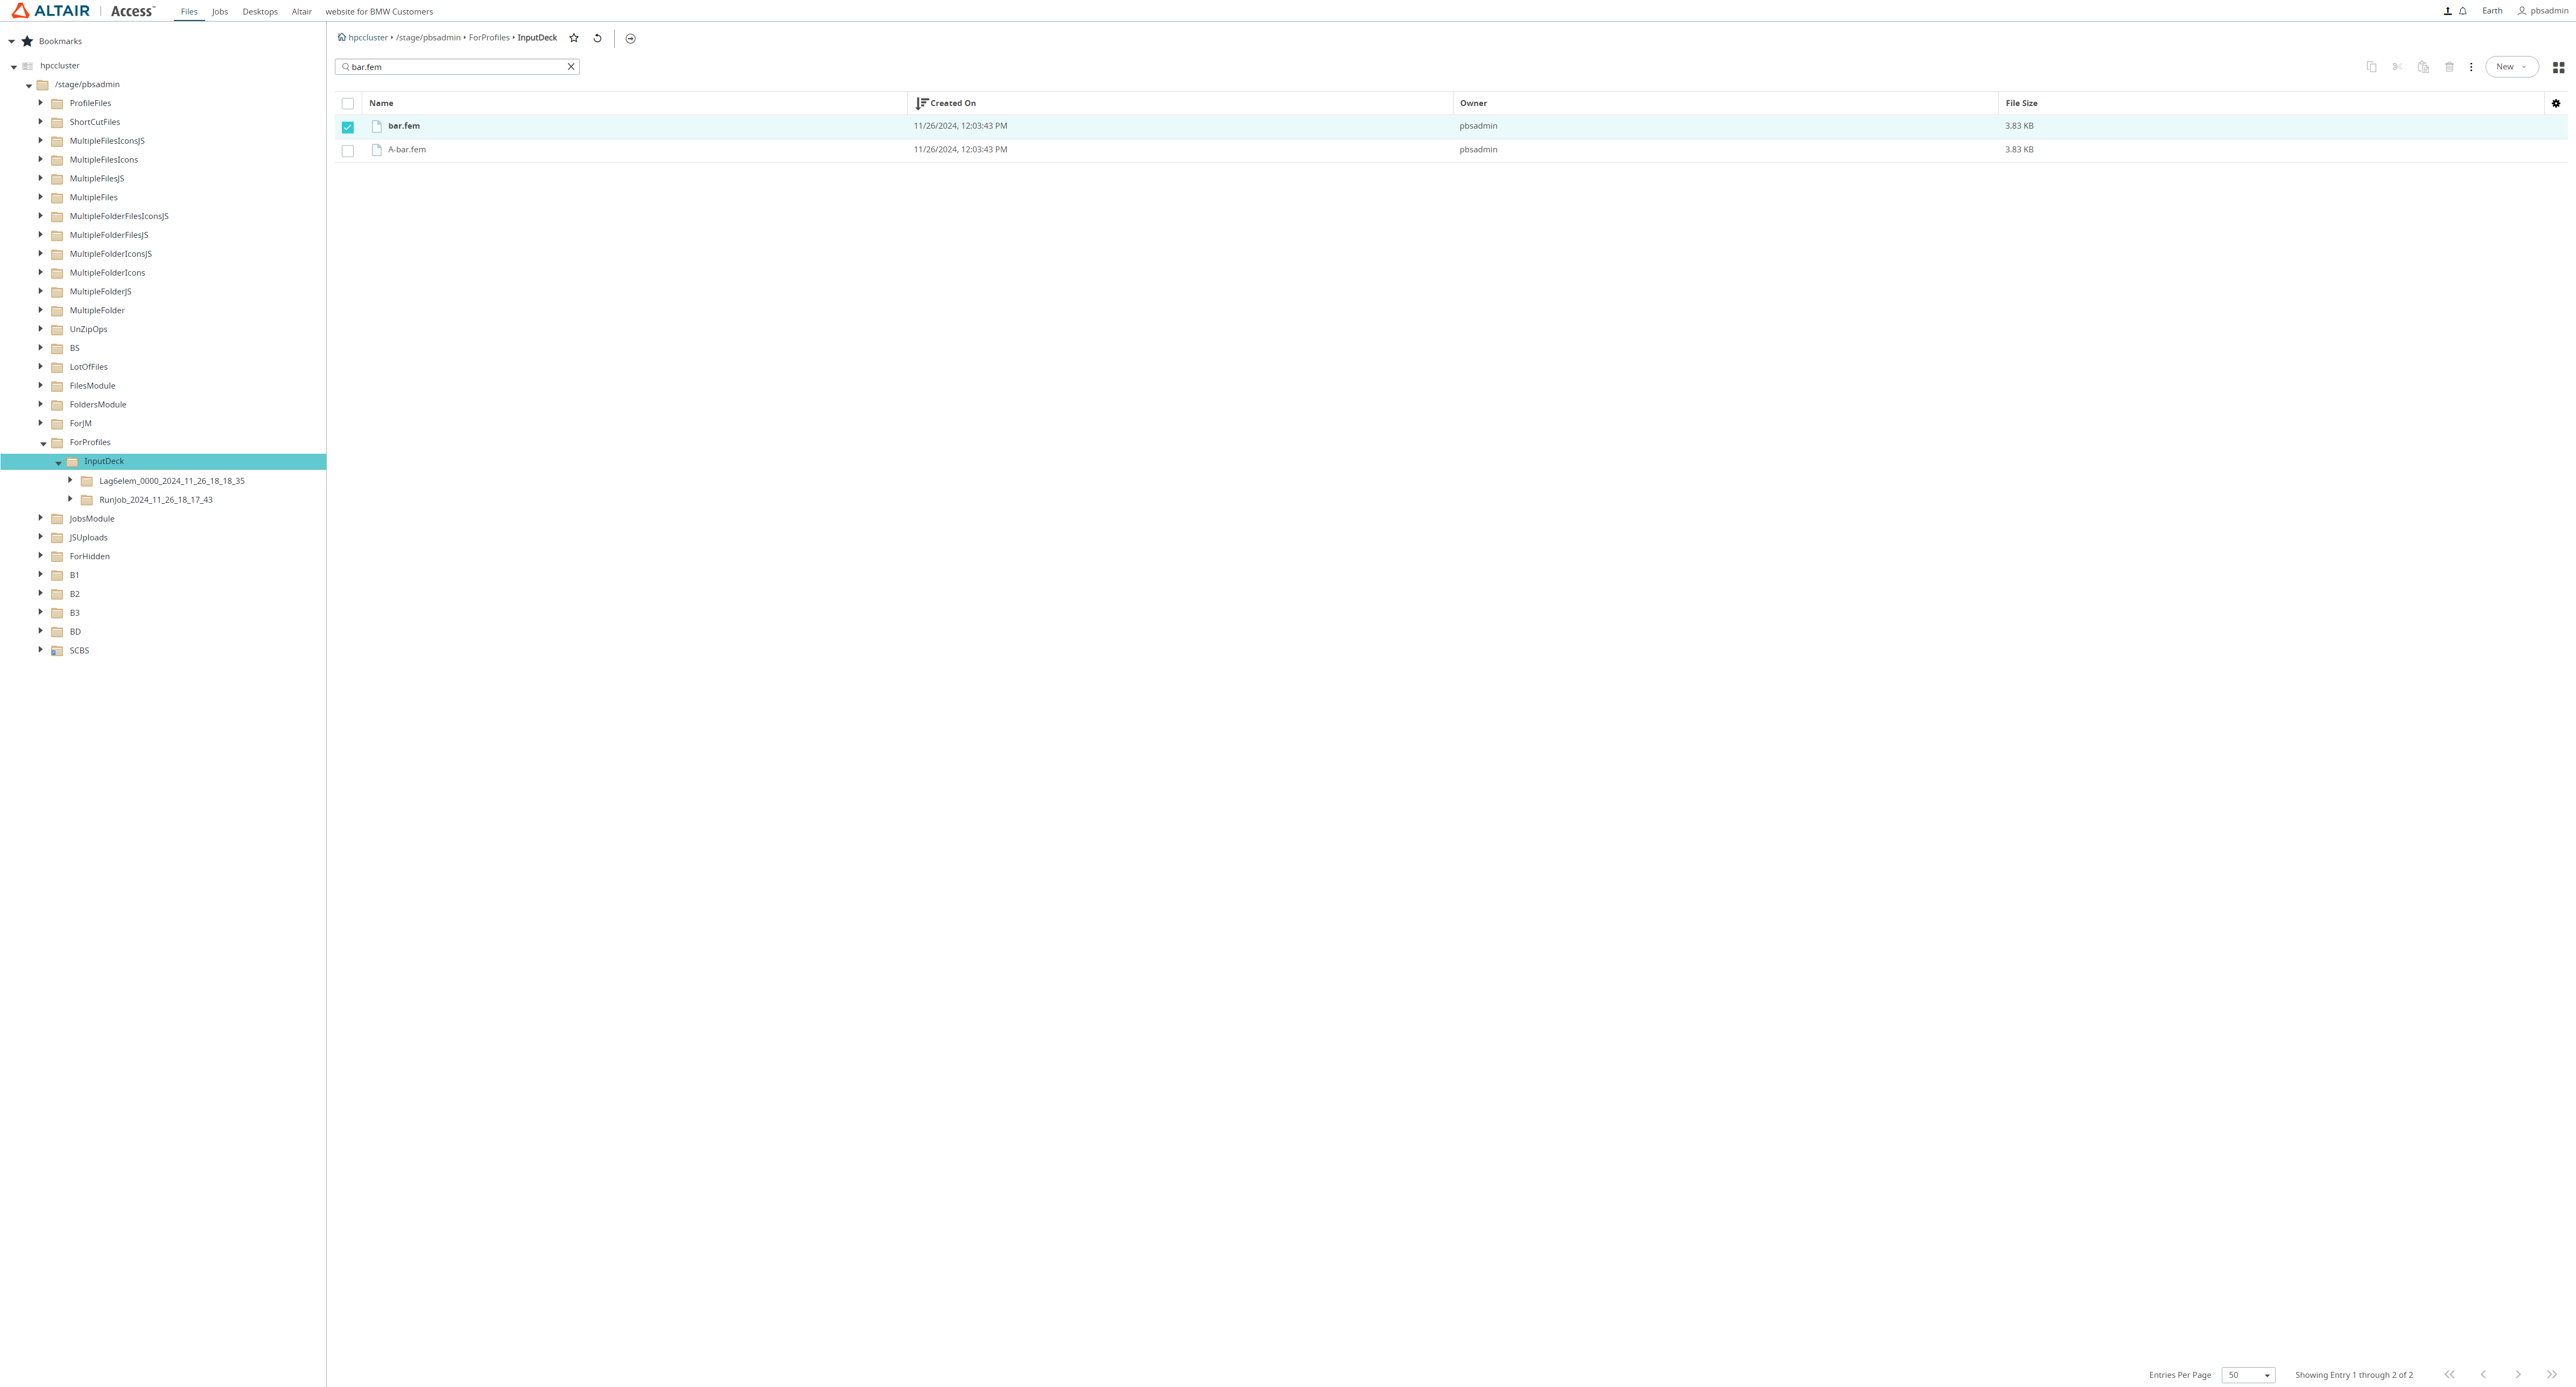 ALTAIR | Access™ Files Jobs Desktops Altair website for BMW Customers Earth pbsadmin
Bookmarks
hpccluster
/stage/pbsadmin
ProfileFiles
ShortCutFiles
MultipleFilesIconsJS
MultipleFilesIcons
MultipleFilesJS
MultipleFiles
MultipleFolderFilesIconsJS
MultipleFolderFilesJS
MultipleFolderIconsJS
MultipleFolderIcons
MultipleFolderJS
MultipleFolder
UnZipOps
BS
LotOfFiles
FilesModule
FoldersModule
ForJM
ForProfiles
InputDeck
Lag6elem_0000_2024_11_26_18_18_35
RunJob_2024_11_26_18_17_43
JobsModule
JSUploads
ForHidden
B1
B2
B3
BD
SCBS
hpccluster /stage/pbsadmin ForProfiles InputDeck
bar.fem
New
Name Created On Owner File Size
bar.fem 11/26/2024, 12:03:43 PM pbsadmin 3.83 KB
A-bar.fem 11/26/2024, 12:03:43 PM pbsadmin 3.83 KB
Entries Per Page 50 Showing Entry 1 through 2 of 2